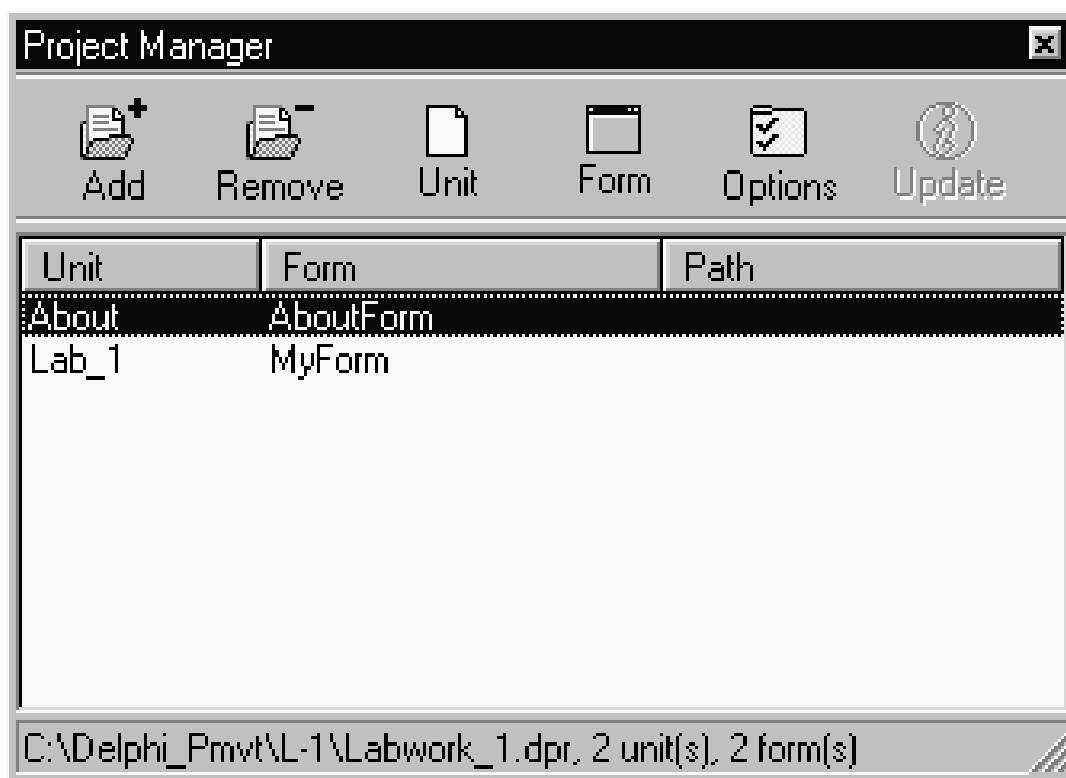 Project Manager
Add Remove Unit Form Options Update
Unit Form Path
About AboutForm
Lab_1 MyForm
C:\Delphi_Pmvt\L-1\Labwork_1.dpr, 2 unit(s), 2 form(s)